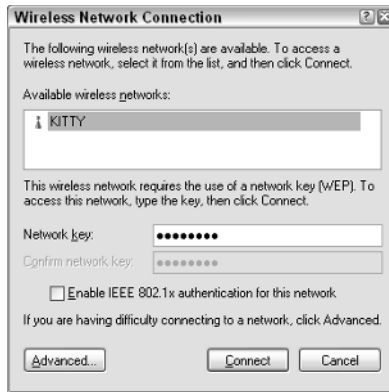 Wireless Network Connection
The following wireless network(s) are available. To access a
wireless network, select it from the list, and then click Connect.
Available wireless networks:
KITTY
This wireless network requires the use of a network key (WEP). To
access this network, type the key, then click Connect.
Network key: ●●●●●●●●
Confirm network key: ●●●●●●●●
Enable IEEE 802.1x authentication for this network
If you are having difficulty connecting to a network, click Advanced.
Advanced... Connect Cancel